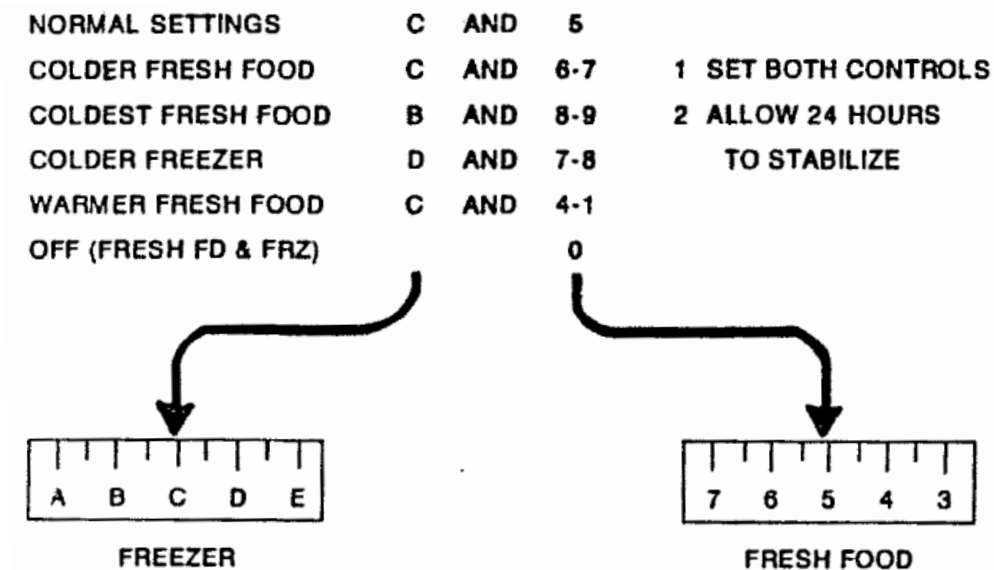 NORMAL SETTINGS C AND 5
COLDER FRESH FOOD C AND 6-7 1 SET BOTH CONTROLS
COLDEST FRESH FOOD B AND 8-9 2 ALLOW 24 HOURS
COLDER FREEZER D AND 7-8 TO STABILIZE
WARMER FRESH FOOD C AND 4-1
OFF (FRESH FD & FRZ) 0
A B C D E 7 6 5 4 3
FREEZER FRESH FOOD